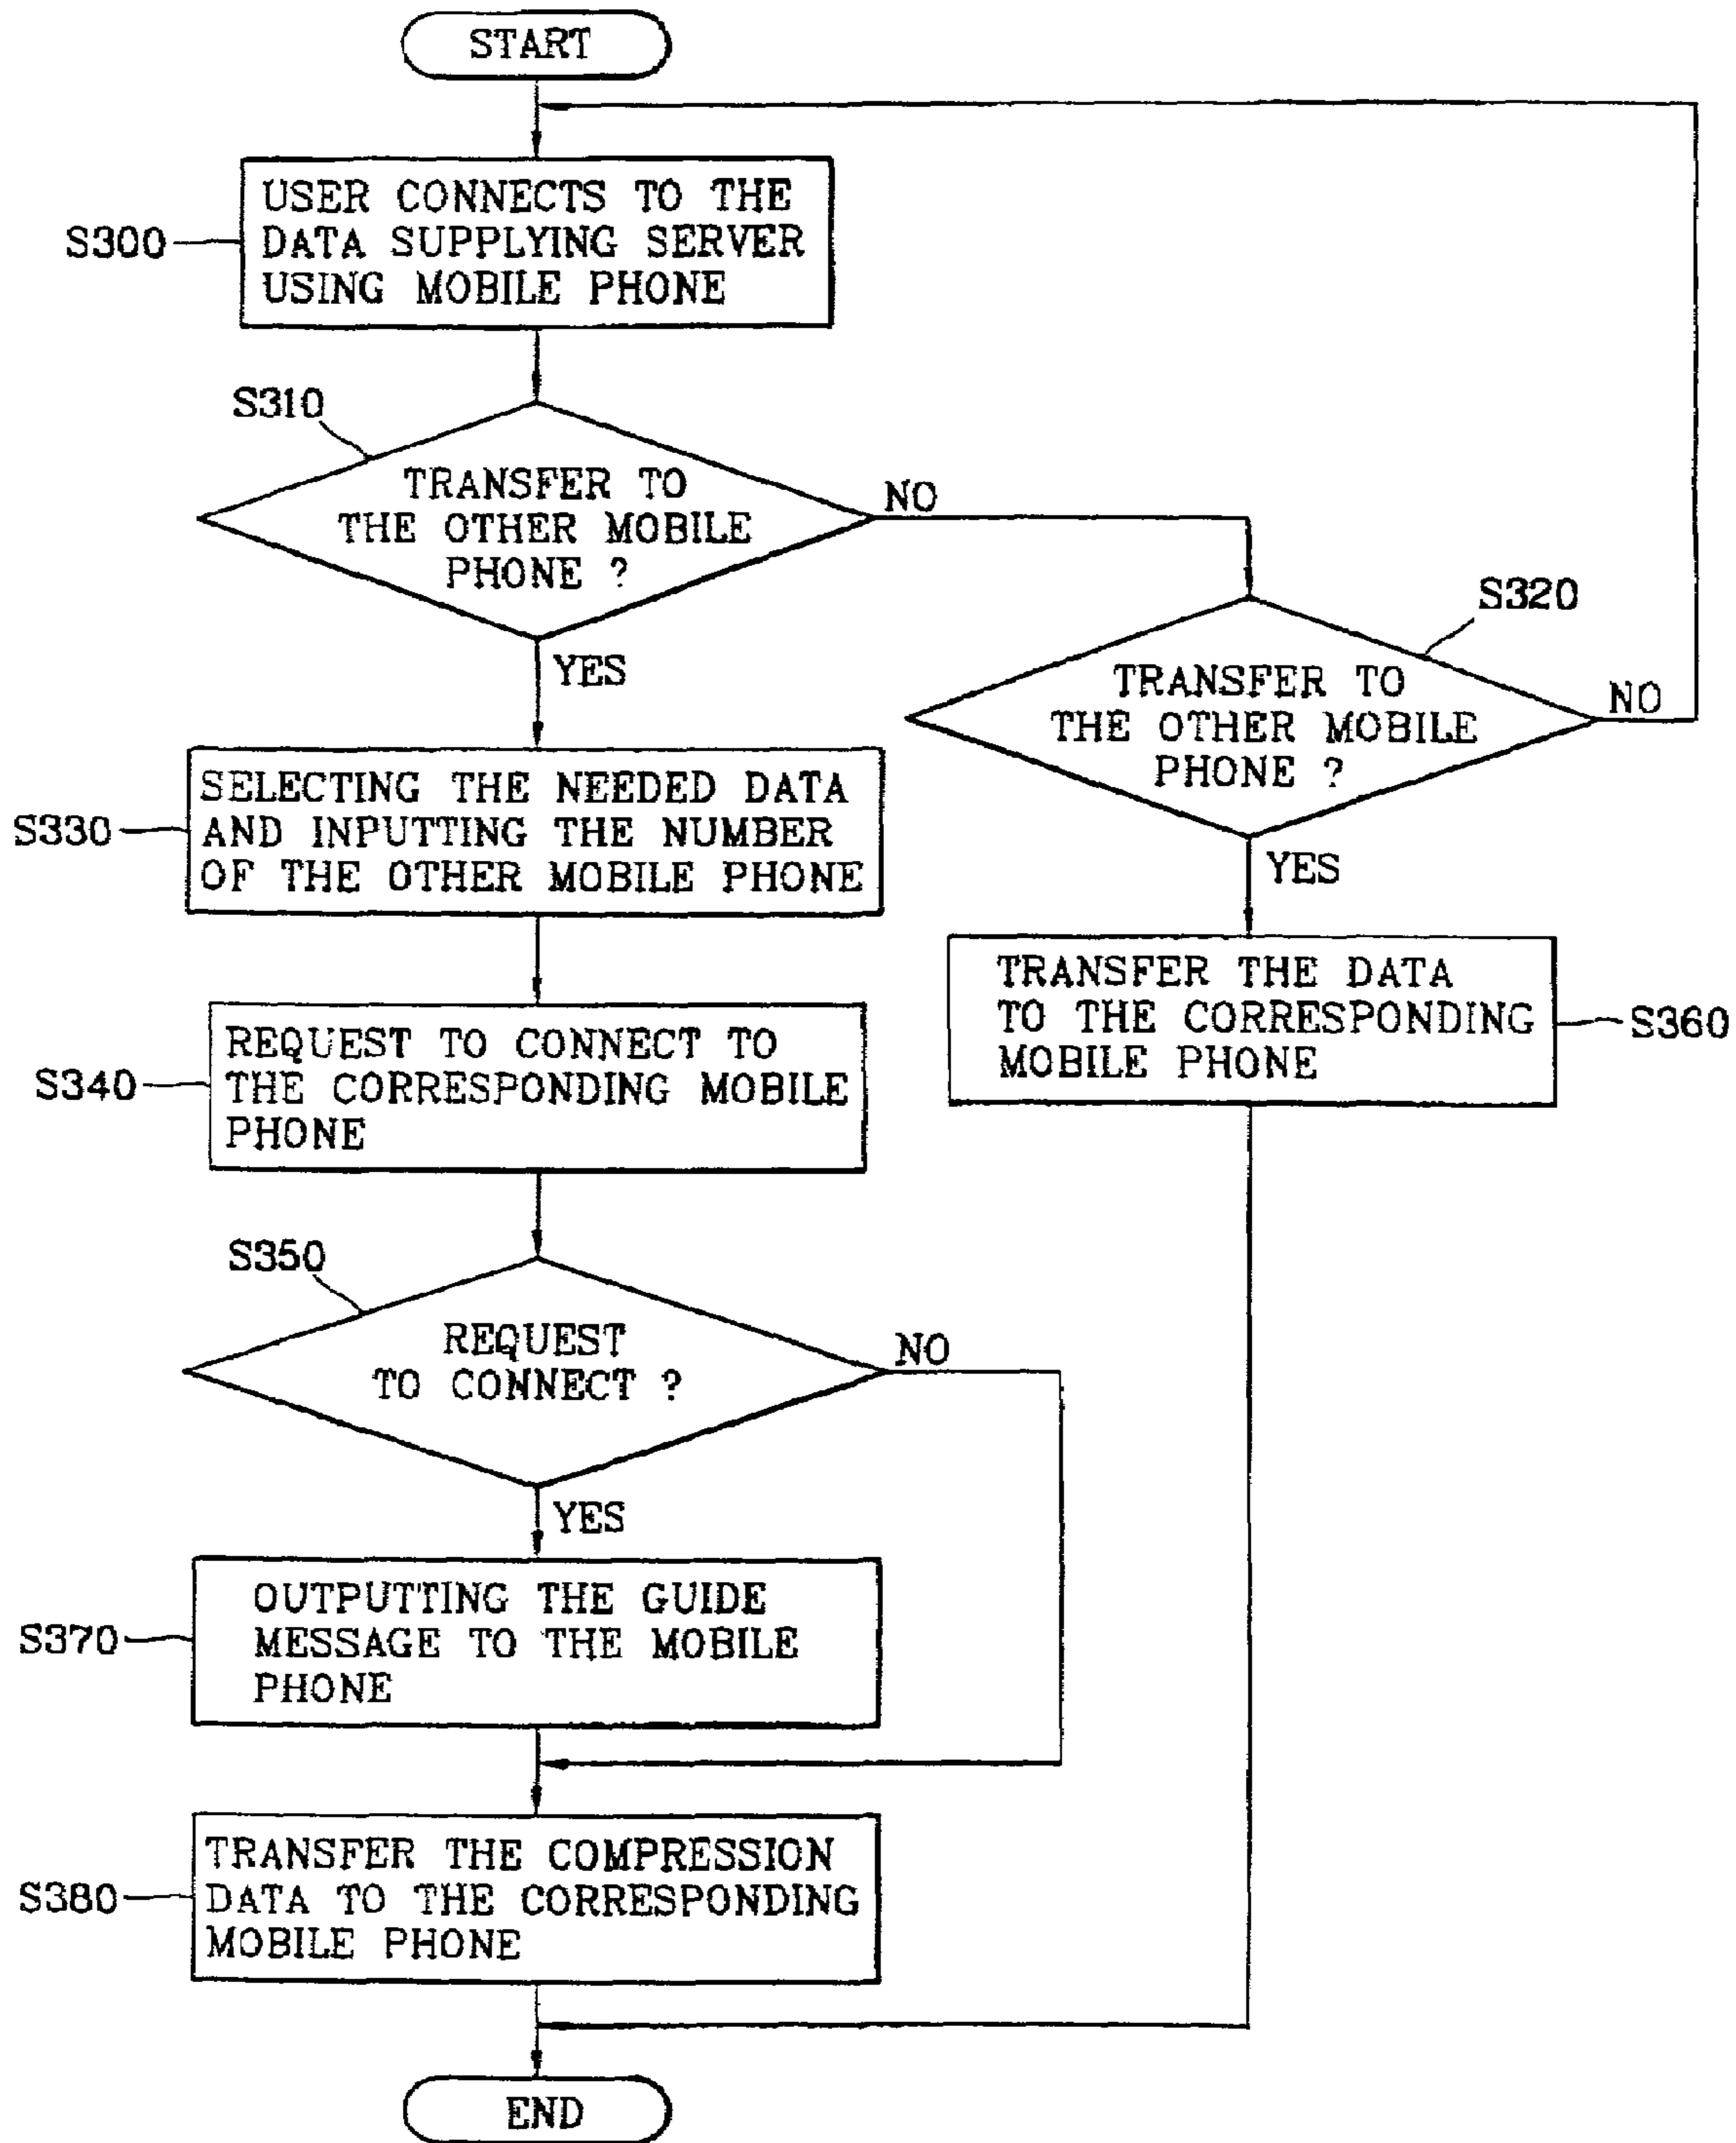 START
S300
USER CONNECTS TO THE
DATA SUPPLYING SERVER
USING MOBILE PHONE
S310
TRANSFER TO
THE OTHER MOBILE
PHONE ?
NO
YES
S320
TRANSFER TO
THE OTHER MOBILE
PHONE ?
NO
YES
S330
SELECTING THE NEEDED DATA
AND INPUTTING THE NUMBER
OF THE OTHER MOBILE PHONE
TRANSFER THE DATA
TO THE CORRESPONDING
MOBILE PHONE
S360
S340
REQUEST TO CONNECT TO
THE CORRESPONDING MOBILE
PHONE
S350
REQUEST
TO CONNECT ?
NO
YES
S370
OUTPUTTING THE GUIDE
MESSAGE TO THE MOBILE
PHONE
S380
TRANSFER THE COMPRESSION
DATA TO THE CORRESPONDING
MOBILE PHONE
END